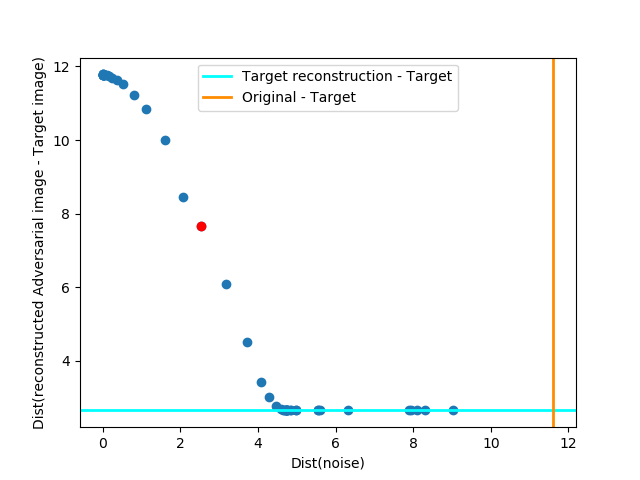 Target reconstruction - Target
Original - Target
Dist(reconstructed Adversarial image - Target image)
12
10
8
6
4
0 2 4 6 8 10 12
Dist(noise)